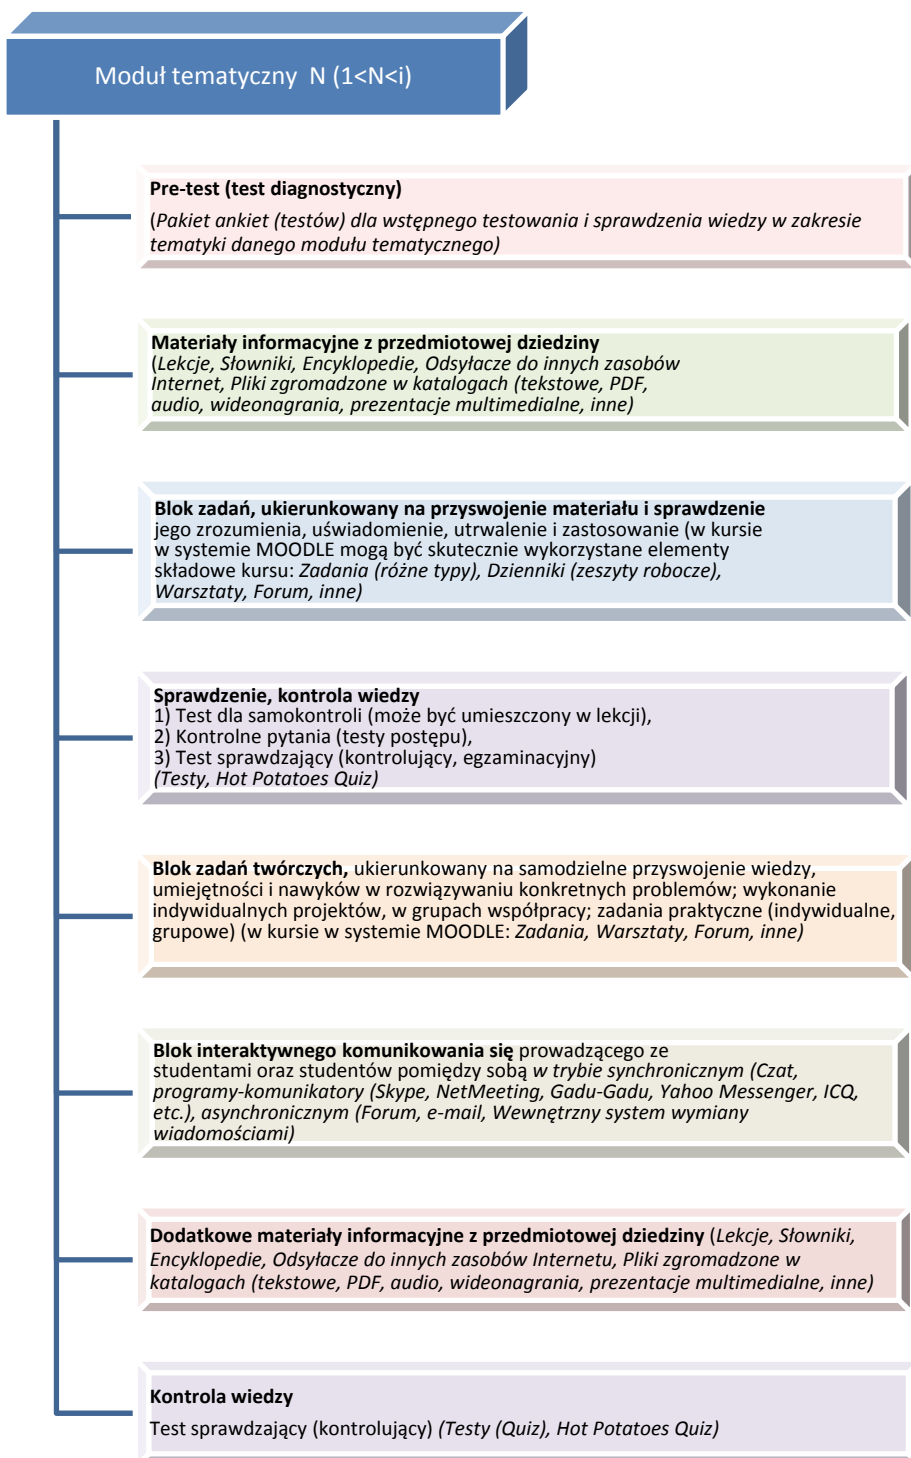 Moduł tematyczny N (1<N<i)
Pre-test (test diagnostyczny)
(Pakiet ankiet (testów) dla wstępnego testowania i sprawdzenia wiedzy w zakresie
tematyki danego modułu tematycznego)
Materiały informacyjne z przedmiotowej dziedziny
(Lekcje, Słowniki, Encyklopedie, Odsyłacze do innych zasobów
Internet, Pliki zgromadzone w katalogach (tekstowe, PDF,
audio, wideonagrania, prezentacje multimedialne, inne)
Blok zadań, ukierunkowany na przyswojenie materiału i sprawdzenie
jego zrozumienia, uświadomienie, utrwalenie i zastosowanie (w kursie
w systemie MOODLE mogą być skutecznie wykorzystane elementy
składowe kursu: Zadania (różne typy), Dzienniki (zeszyty robocze),
Warsztaty, Forum, inne)
Sprawdzenie, kontrola wiedzy
1) Test dla samokontroli (może być umieszczony w lekcji),
2) Kontrolne pytania (testy postępu),
3) Test sprawdzający (kontrolujący, egzaminacyjny)
(Testy, Hot Potatoes Quiz)
Blok zadań twórczych, ukierunkowany na samodzielne przyswojenie wiedzy,
umiejętności i nawyków w rozwiązywaniu konkretnych problemów; wykonanie
indywidualnych projektów, w grupach współpracy; zadania praktyczne (indywidualne,
grupowe) (w kursie w systemie MOODLE: Zadania, Warsztaty, Forum, inne)
Blok interaktywnego komunikowania się prowadzącego ze
studentami oraz studentów pomiędzy sobą w trybie synchronicznym (Czat,
programy-komunikatory (Skype, NetMeeting, Gadu-Gadu, Yahoo Messenger, ICQ,
etc.), asynchronicznym (Forum, e-mail, Wewnętrzny system wymiany
wiadomościami)
Dodatkowe materiały informacyjne z przedmiotowej dziedziny (Lekcje, Słowniki,
Encyklopedie, Odsyłacze do innych zasobów Internetu, Pliki zgromadzone w
katalogach (tekstowe, PDF, audio, wideonagrania, prezentacje multimedialne, inne)
Kontrola wiedzy
Test sprawdzający (kontrolujący) (Testy (Quiz), Hot Potatoes Quiz)